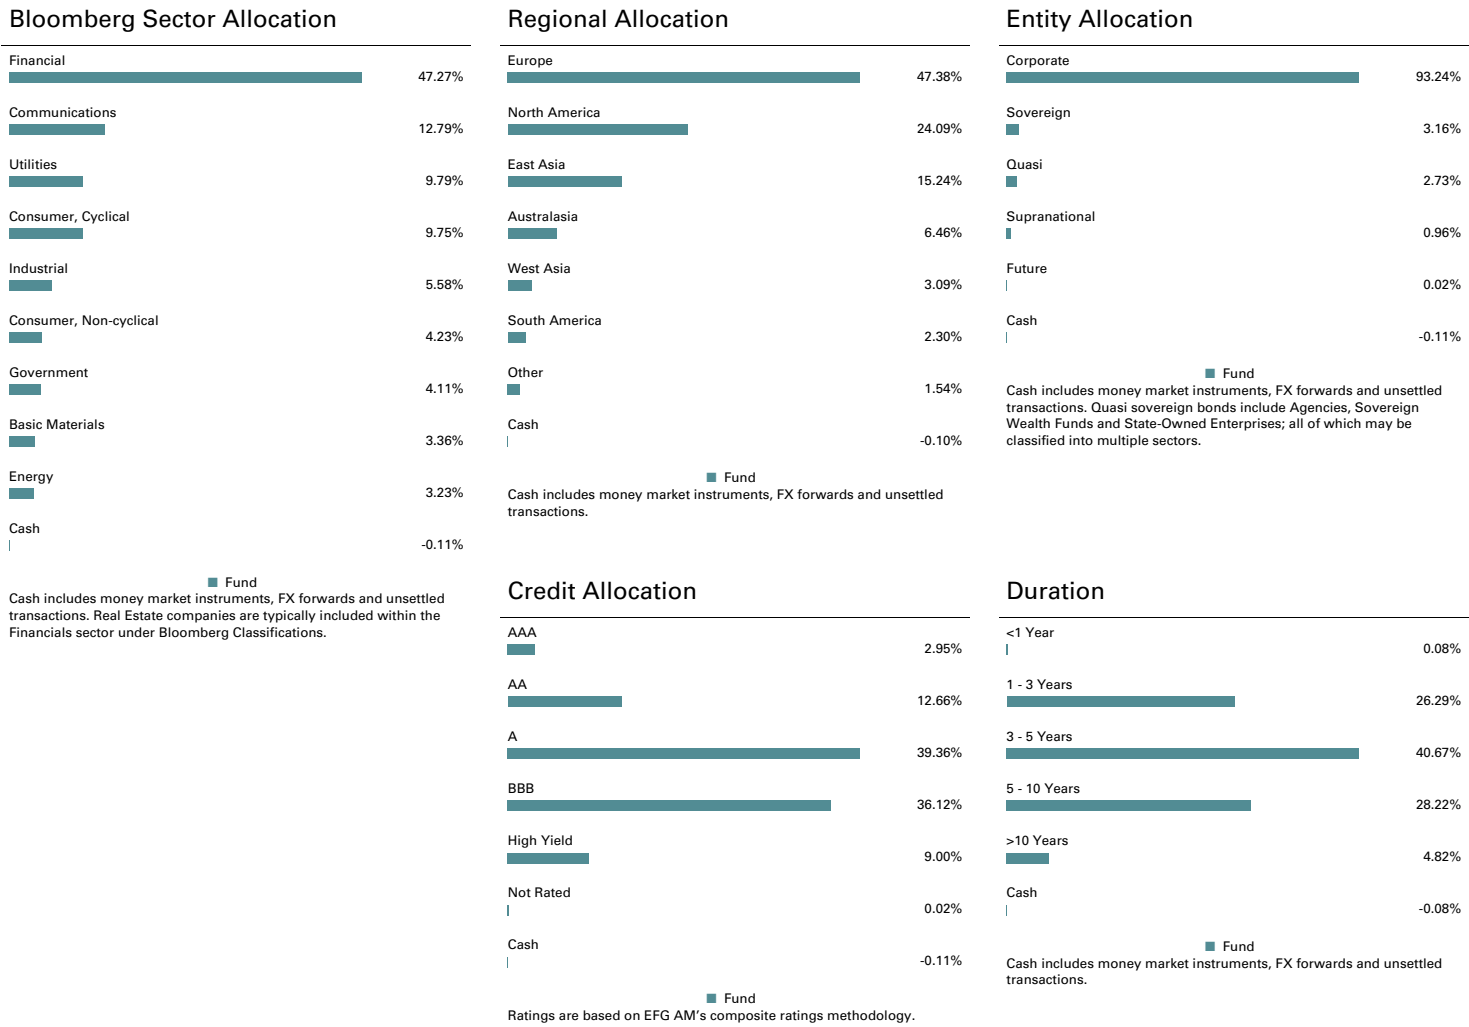 Bloomberg Sector Allocation
Financial
47.27%
Communications
12.79%
Utilities
9.79%
Consumer, Cyclical
9.75%
Industrial
5.58%
Consumer, Non-cyclical
4.23%
Government
4.11%
Basic Materials
3.36%
Energy
3.23%
Cash
-0.11%
Fund
Cash includes money market instruments, FX forwards and unsettled
transactions. Real Estate companies are typically included within the
Financials sector under Bloomberg Classifications.
Regional Allocation
Europe
47.38%
North America
24.09%
East Asia
15.24%
Australasia
6.46%
West Asia
3.09%
South America
2.30%
Other
1.54%
Cash
-0.10%
Fund
Cash includes money market instruments, FX forwards and unsettled
transactions.
Entity Allocation
Corporate
93.24%
Sovereign
3.16%
Quasi
2.73%
Supranational
0.96%
Future
0.02%
Cash
-0.11%
Fund
Cash includes money market instruments, FX forwards and unsettled
transactions. Quasi sovereign bonds include Agencies, Sovereign
Wealth Funds and State-Owned Enterprises; all of which may be
classified into multiple sectors.
Credit Allocation
AAA
2.95%
AA
12.66%
A
39.36%
BBB
36.12%
High Yield
9.00%
Not Rated
0.02%
Cash
-0.11%
Fund
Ratings are based on EFG AM's composite ratings methodology.
Duration
<1 Year
0.08%
1 - 3 Years
26.29%
3 - 5 Years
40.67%
5 - 10 Years
28.22%
>10 Years
4.82%
Cash
-0.08%
Fund
Cash includes money market instruments, FX forwards and unsettled
transactions.